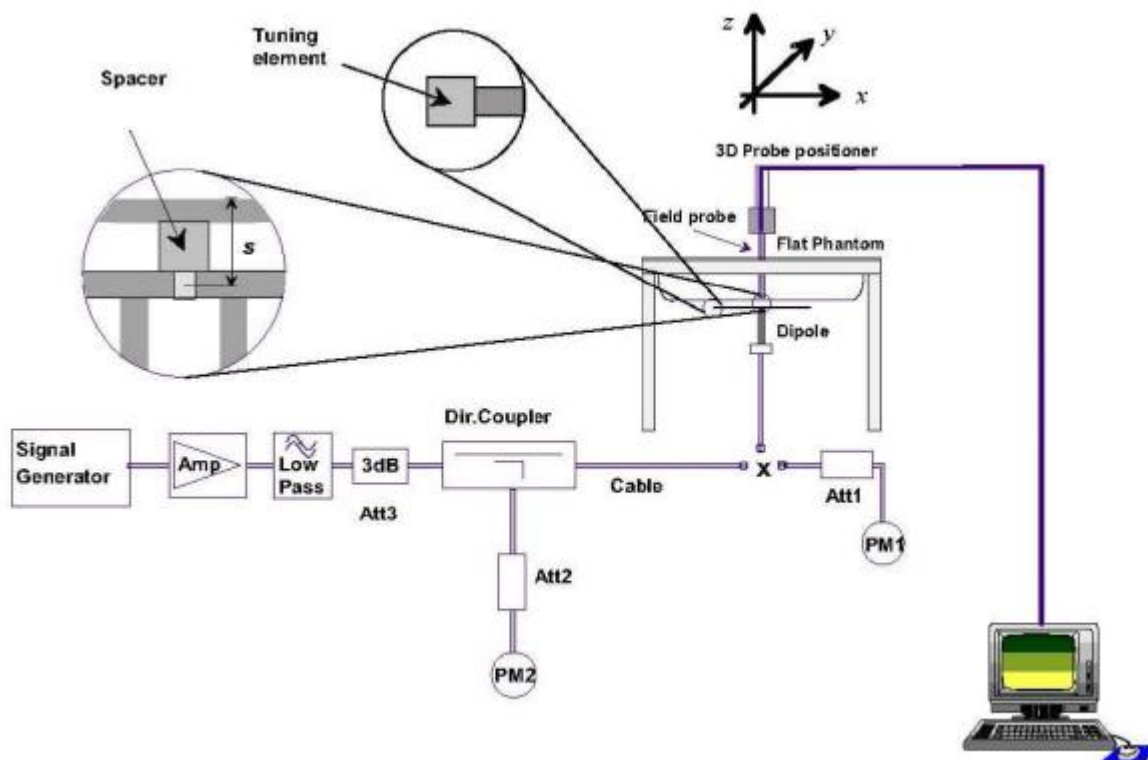 Tuning
element
Spacer
z
y
x
3D Probe positioner
Field probe
Flat Phantom
s
Dipole
Dir.Coupler
Signal
Generator
Amp
Low
Pass
3dB
Att3
Cable
x
Att1
PM1
Att2
PM2